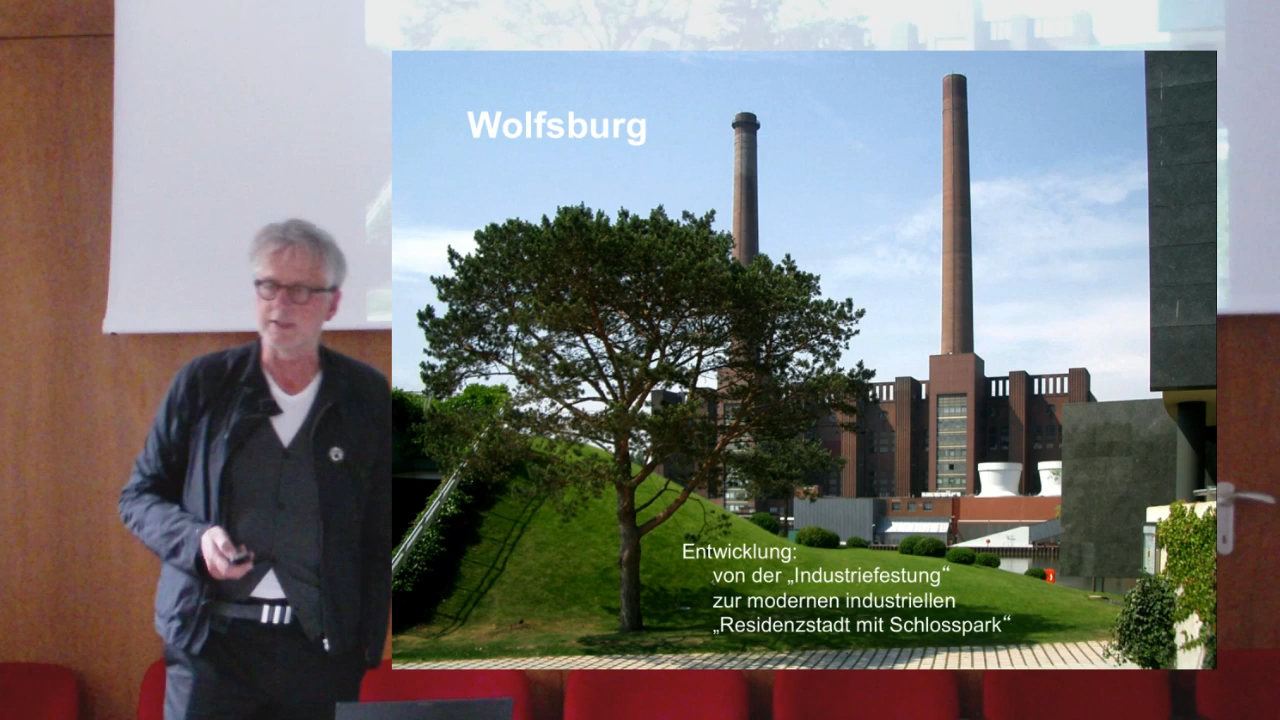 Wolfsburg
Entwicklung:
von der „Industriefestung“
zur modernen industriellen
„Residenzstadt mit Schlosspark“